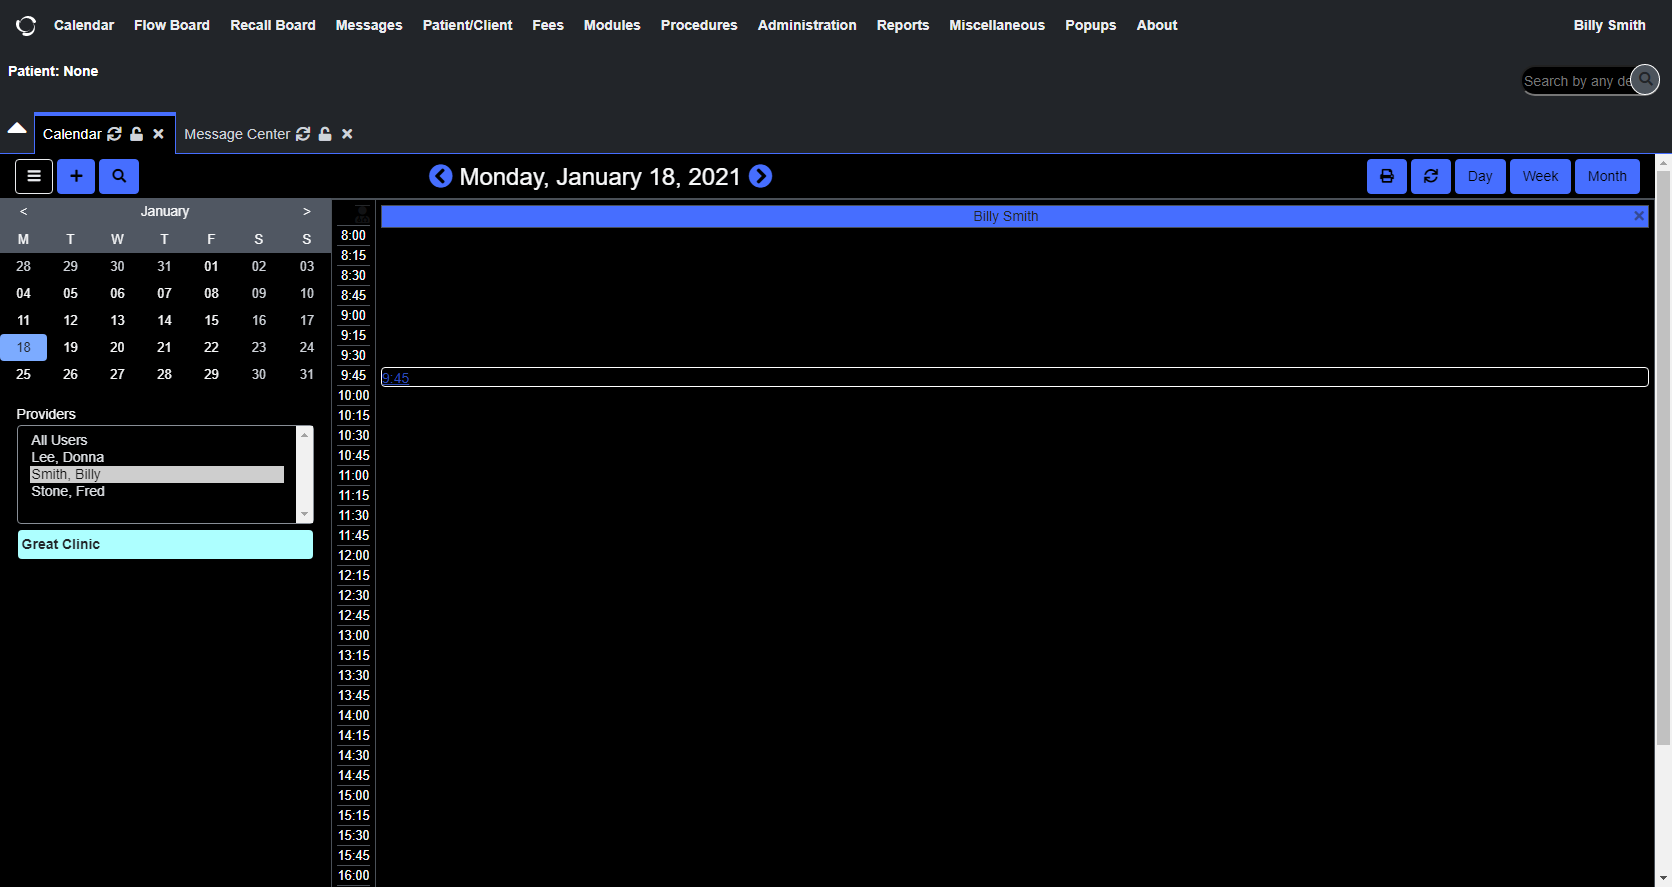 Calendar Flow Board Recall Board Messages Patient/Client Fees Modules Procedures Administration Reports Miscellaneous Popups About Billy Smith
Patient: None
Search by any de
Calendar Message Center
Monday, January 18, 2021
Day Week Month
< January >
M T W T F S S
28 29 30 31 01 02 03
04 05 06 07 08 09 10
11 12 13 14 15 16 17
18 19 20 21 22 23 24
25 26 27 28 29 30 31
Providers
All Users
Lee, Donna
Smith, Billy
Stone, Fred
Great Clinic
Billy Smith
8:00
8:15
8:30
8:45
9:00
9:15
9:30
9:45 9:45
10:00
10:15
10:30
10:45
11:00
11:15
11:30
11:45
12:00
12:15
12:30
12:45
13:00
13:15
13:30
13:45
14:00
14:15
14:30
14:45
15:00
15:15
15:30
15:45
16:00